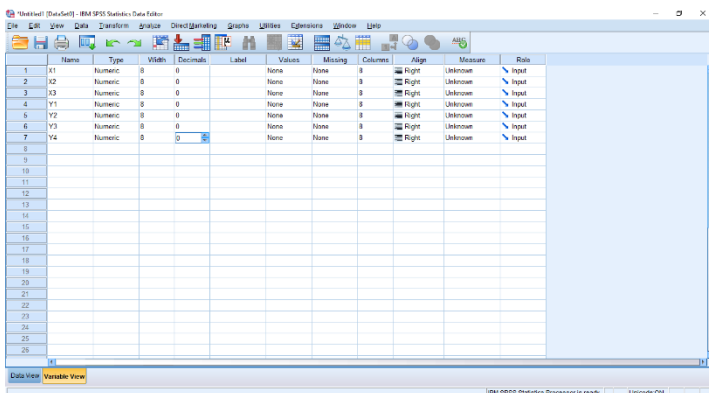 *Untitled1 [DataSet0] - IBM SPSS Statistics Data Editor
File Edit View Data Transform Analyze Direct Marketing Graphs Utilities Extensions Window Help
Name Type Width Decimals Label Values Missing Columns Align Measure Role
1 X1 Numeric 8 0 None None 8 Right Unknown Input
2 X2 Numeric 8 0 None None 8 Right Unknown Input
3 X3 Numeric 8 0 None None 8 Right Unknown Input
4 Y1 Numeric 8 0 None None 8 Right Unknown Input
5 Y2 Numeric 8 0 None None 8 Right Unknown Input
6 Y3 Numeric 8 0 None None 8 Right Unknown Input
7 Y4 Numeric 8 0 None None 8 Right Unknown Input
8
9
10
11
12
13
14
15
16
17
18
19
20
21
22
23
24
25
26
Data View Variable View
IBM SPSS Statistics Processor is ready Unicode:ON